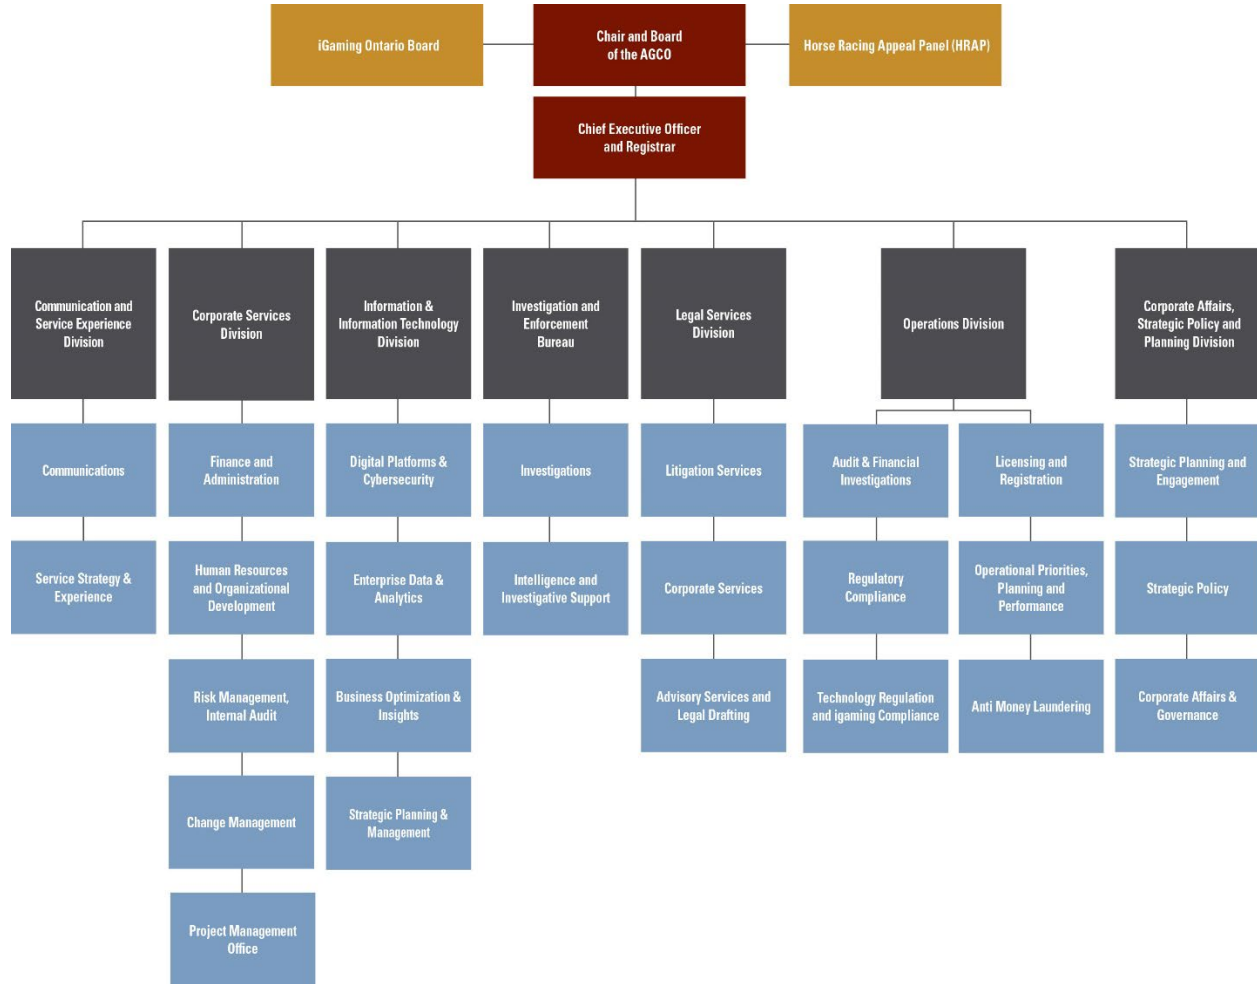 iGaming Ontario Board
Chair and Board
of the AGCO
Horse Racing Appeal Panel (HRAP)
Chief Executive Officer
and Registrar
Communication and
Service Experience
Division
Corporate Services
Division
Information &
Information Technology
Division
Investigation and
Enforcement
Bureau
Legal Services
Division
Operations Division
Corporate Affairs,
Strategic Policy and
Planning Division
Communications
Finance and
Administration
Digital Platforms &
Cybersecurity
Investigations
Litigation Services
Audit & Financial
Investigations
Licensing and
Registration
Strategic Planning and
Engagement
Service Strategy &
Experience
Human Resources
and Organizational
Development
Enterprise Data &
Analytics
Intelligence and
Investigative Support
Corporate Services
Regulatory
Compliance
Operational Priorities,
Planning and
Performance
Strategic Policy
Risk Management,
Internal Audit
Business Optimization &
Insights
Advisory Services and
Legal Drafting
Technology Regulation
and igaming Compliance
Anti Money Laundering
Corporate Affairs &
Governance
Change Management
Strategic Planning &
Management
Project Management
Office